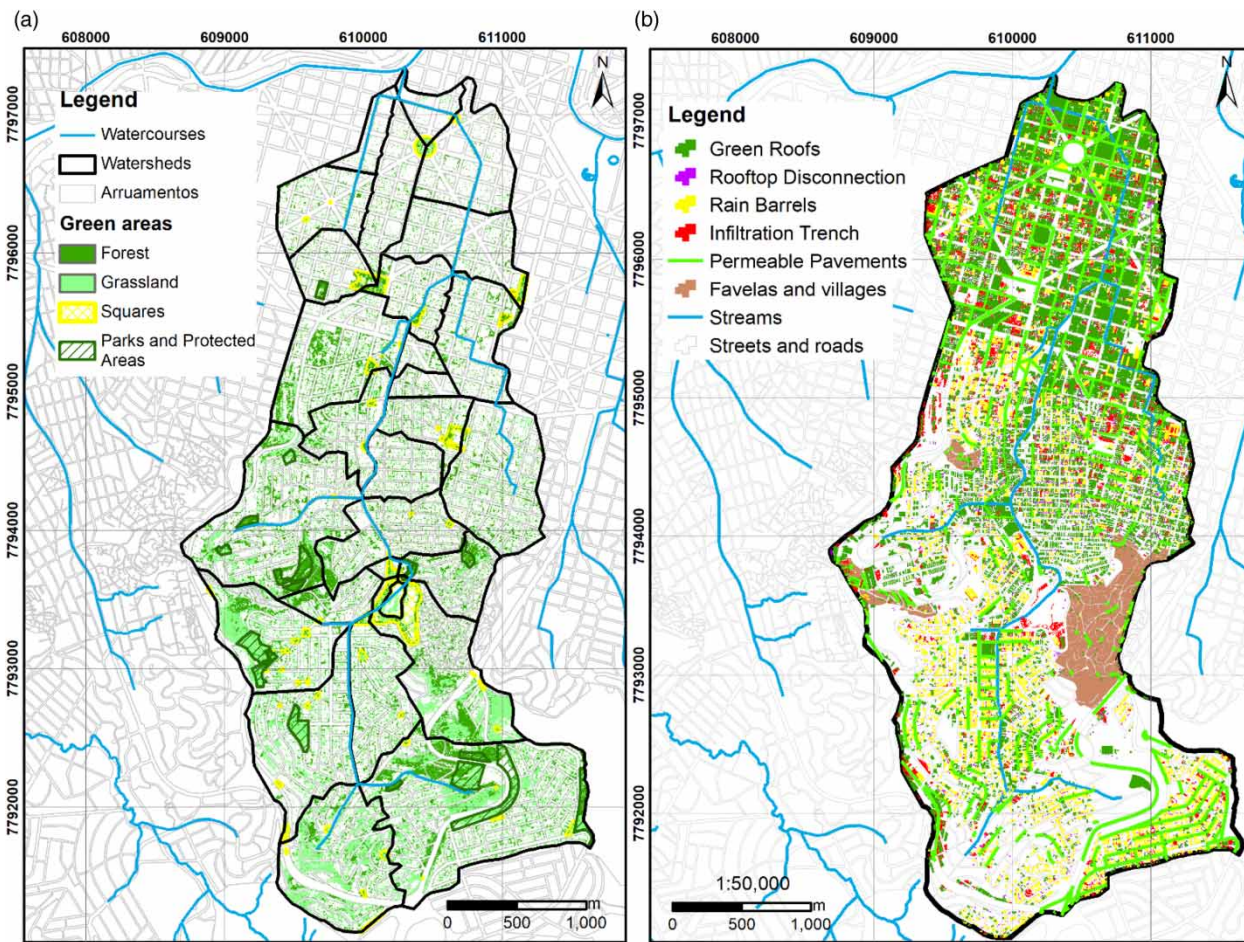 (a)
608000 609000 610000 611000
N
7797000
7796000
7795000
7794000
7793000
7792000
Legend
Watercourses
Watersheds
Arruamentos
Green areas
Forest
Grassland
Squares
Parks and Protected
Areas
m
0 500 1,000
(b)
608000 609000 610000 611000
N
7797000
7796000
7795000
7794000
7793000
7792000
Legend
Green Roofs
Rooftop Disconnection
Rain Barrels
Infiltration Trench
Permeable Pavements
Favelas and villages
Streams
Streets and roads
1:50,000
m
0 500 1,000